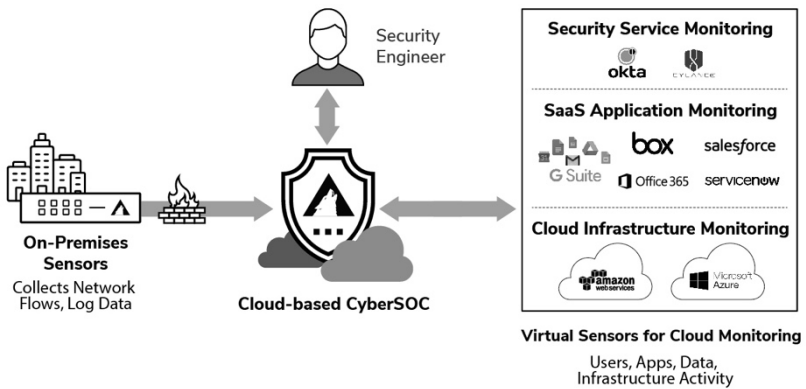 Security
Engineer
On-Premises
Sensors
Collects Network
Flows, Log Data
Cloud-based CyberSOC
Security Service Monitoring
okta
CYLANCE
SaaS Application Monitoring
G Suite
box
salesforce
Office 365
servicenow
Cloud Infrastructure Monitoring
amazon
webservices
Microsoft
Azure
Virtual Sensors for Cloud Monitoring
Users, Apps, Data,
Infrastructure Activity